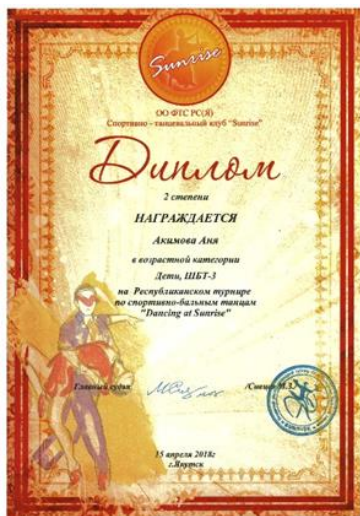 Sunrise
ОО ФТС РС(Я)
Спортивно - танцевальный клуб "Sunrise"
Диплом
2 степени
НАГРАЖДАЕТСЯ
Акимова Аня
в возрастной категории
Дети, ШБТ-3
на Республиканском турнире
по спортивно-бальным танцам
"Dancing at Sunrise"
Главный судья
15 апреля 2018г
г.Якутск